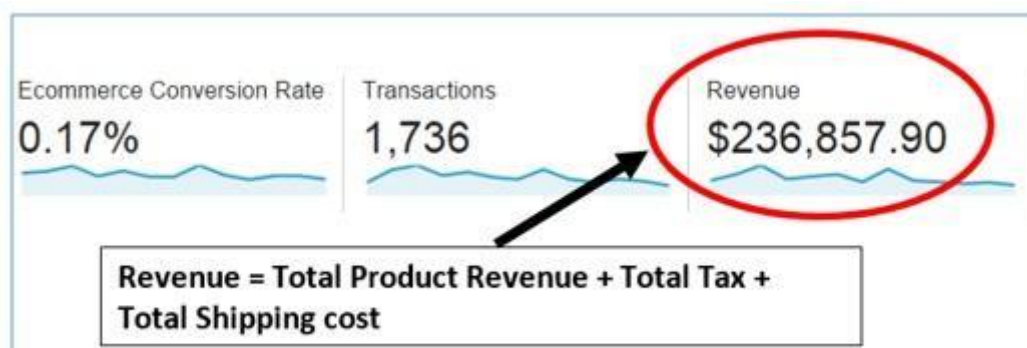 Ecommerce Conversion Rate
0.17%
Transactions
1,736
Revenue
$236,857.90
Revenue = Total Product Revenue + Total Tax +
Total Shipping cost